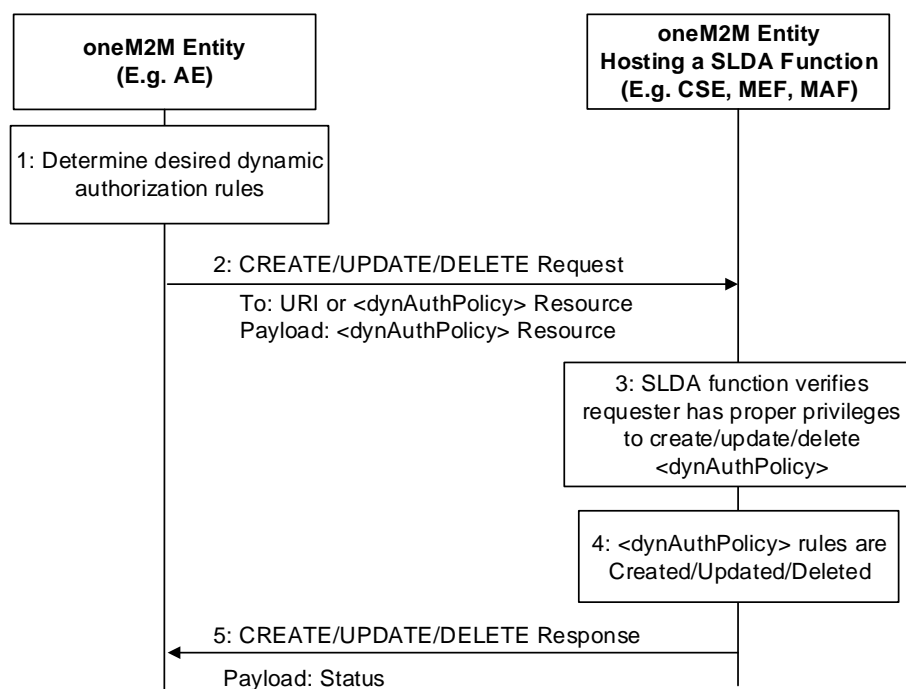 oneM2M Entity
(E.g. AE)
oneM2M Entity
Hosting a SLDA Function
(E.g. CSE, MEF, MAF)
1: Determine desired dynamic
authorization rules
2: CREATE/UPDATE/DELETE Request
To: URI or <dynAuthPolicy> Resource
Payload: <dynAuthPolicy> Resource
3: SLDA function verifies
requester has proper privileges
to create/update/delete
<dynAuthPolicy>
4: <dynAuthPolicy> rules are
Created/Updated/Deleted
5: CREATE/UPDATE/DELETE Response
Payload: Status